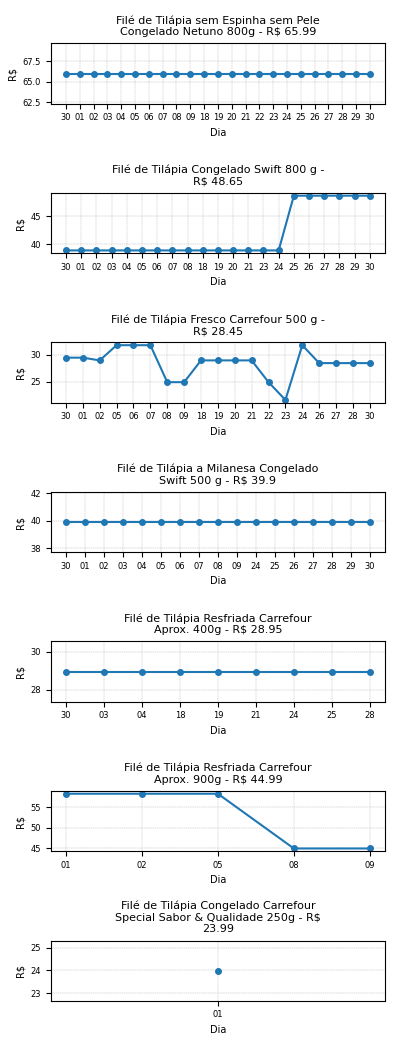 Filé de Tilápia sem Espinha sem Pele
Congelado Netuno 800g - R$ 65.99
67.5
65.0
62.5
R$
30 01 02 03 04 05 06 07 08 09 18 19 20 21 22 23 24 25 26 27 28 29 30
Dia
Filé de Tilápia Congelado Swift 800 g -
R$ 48.65
45
40
R$
30 01 02 03 04 05 06 07 08 18 19 20 21 23 24 25 26 27 28 29 30
Dia
Filé de Tilápia Fresco Carrefour 500 g -
R$ 28.45
30
25
R$
30 01 02 05 06 07 08 09 18 19 20 21 22 23 24 26 27 28 30
Dia
Filé de Tilápia a Milanesa Congelado
Swift 500 g - R$ 39.9
42
40
38
R$
30 01 02 03 04 05 06 07 08 09 24 25 26 27 28 29 30
Dia
Filé de Tilápia Resfriada Carrefour
Aprox. 400g - R$ 28.95
30
28
R$
30 03 04 18 19 21 24 25 28
Dia
Filé de Tilápia Resfriada Carrefour
Aprox. 900g - R$ 44.99
55
50
45
R$
01 02 05 08 09
Dia
Filé de Tilápia Congelado Carrefour
Special Sabor & Qualidade 250g - R$
23.99
25
24
23
R$
01
Dia